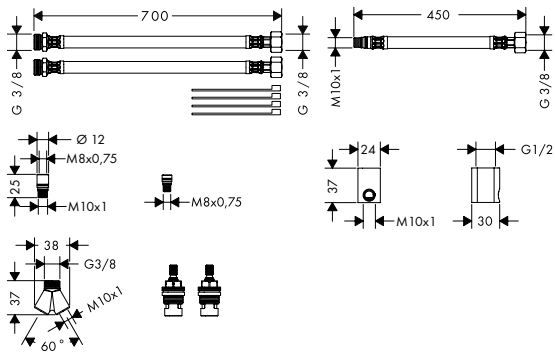 700
450
G 3/8
G 3/8
M10x1
G 3/8
Ø 12
M8x0,75
25
M10x1
M8x0,75
24
G1/2
37
M10x1
30
38
G3/8
37
M10x1
60°